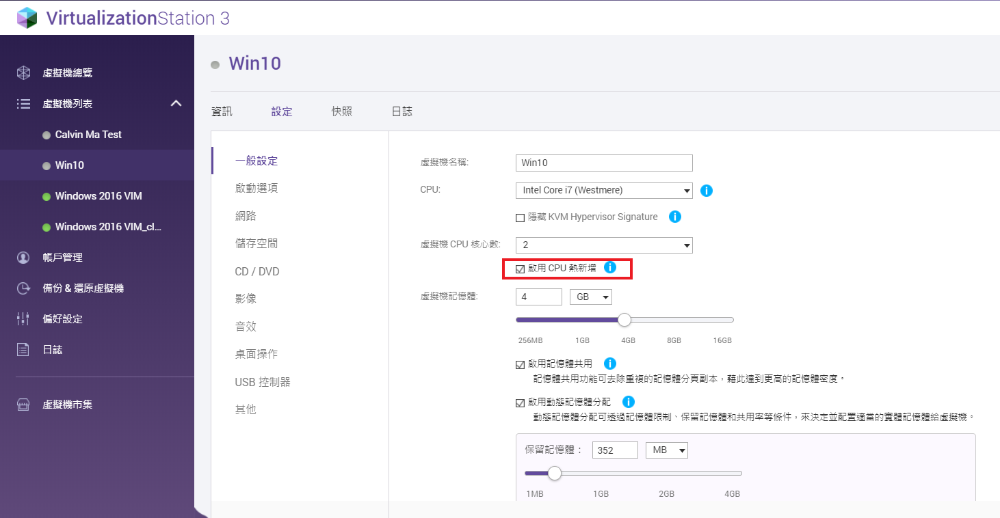 VirtualizationStation 3
虛擬機總覽
虛擬機列表
Calvin Ma Test
Win10
Windows 2016 VIM
Windows 2016 VIM_cl...
帳戶管理
備份 & 還原虛擬機
偏好設定
日誌
虛擬機市集
Win10
資訊 設定 快照 日誌
一般設定
啟動選項
網路
儲存空間
CD / DVD
影像
音效
桌面操作
USB 控制器
其他
虛擬機名稱: Win10
CPU: Intel Core i7 (Westmere)
隱藏 KVM Hypervisor Signature
虛擬機 CPU 核心數: 2
啟用 CPU 熱新增
虛擬機記憶體: 4 GB
256MB 1GB 4GB 8GB 16GB
啟用記憶體共用
記憶體共用功能可去除重複的記憶體分頁副本，藉此達到更高的記憶體密度。
啟用動態記憶體分配
動態記憶體分配可透過記憶體限制、保留記憶體和共用率等條件，來決定並配置適當的實體記憶體給虛擬機。
保留記憶體： 352 MB
1MB 1GB 2GB 4GB